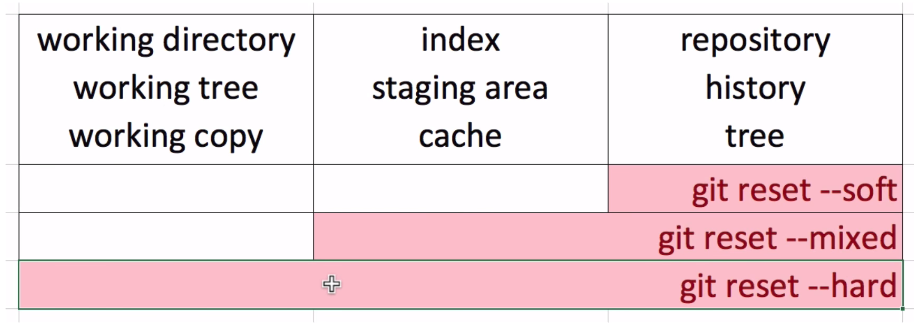 working directory
working tree
working copy
index
staging area
cache
repository
history
tree
git reset --soft
git reset --mixed
git reset --hard